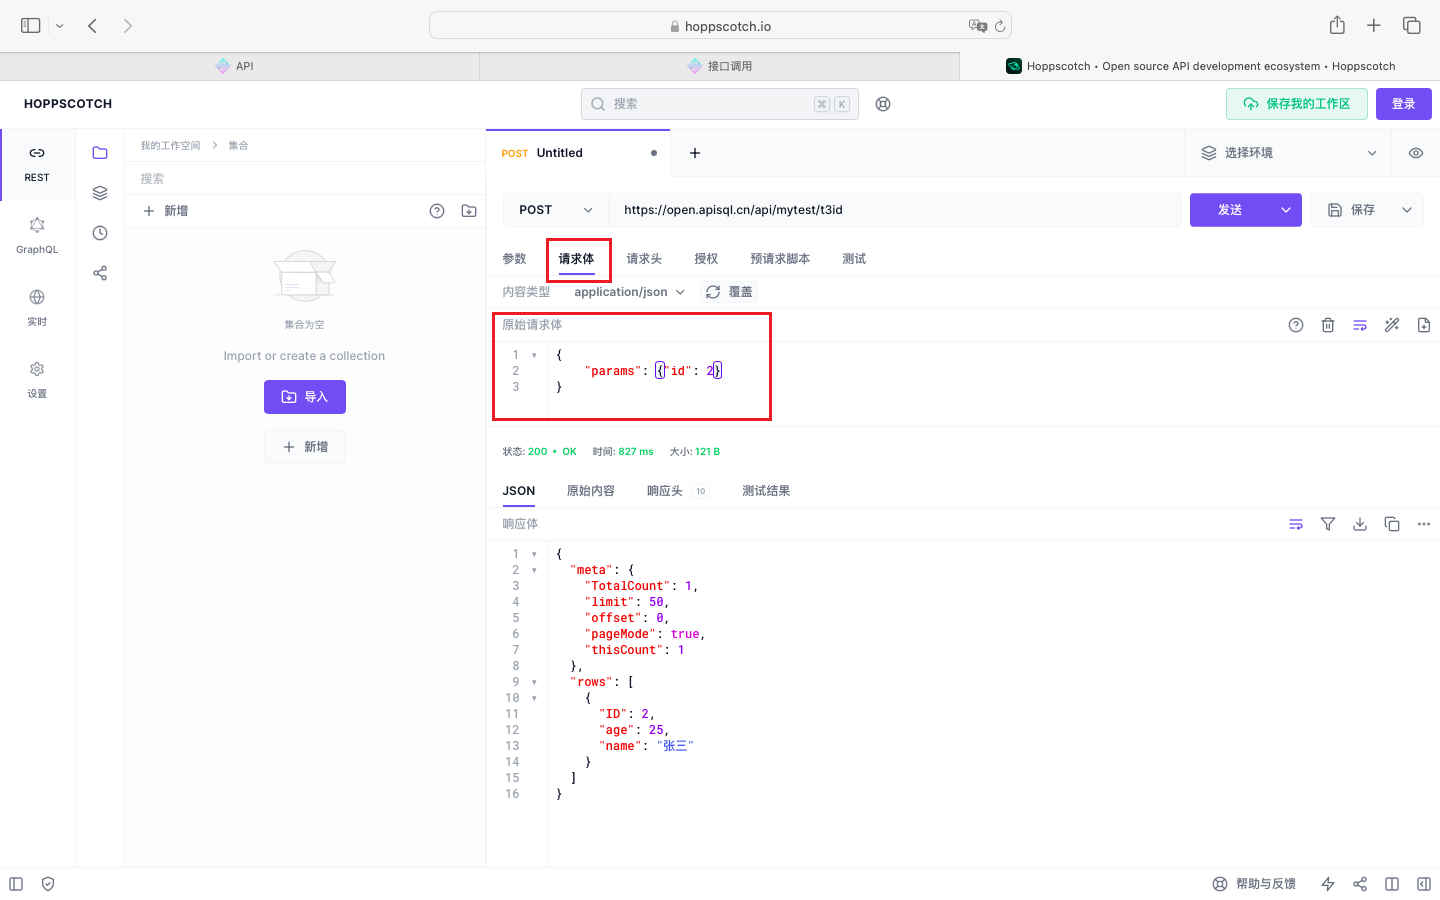 hoppscotch.io
API
接口调用
Hoppscotch • Open source API development ecosystem • Hoppscotch
HOPPSCOTCH
搜索
⌘ K
保存我的工作区
登录
REST
GraphQL
实时
设置
我的工作空间 > 集合
搜索
新增
集合为空
Import or create a collection
导入
新增
POST Untitled
选择环境
POST
https://open.apisql.cn/api/mytest/t3id
发送
保存
参数 请求体 请求头 授权 预请求脚本 测试
内容类型 application/json 覆盖
原始请求体
1 {
2 "params": {"id": 2}
3 }
状态: 200 • OK 时间: 827 ms 大小: 121 B
JSON 原始内容 响应头 10 测试结果
响应体
1 {
2 "meta": {
3 "TotalCount": 1,
4 "limit": 50,
5 "offset": 0,
6 "pageMode": true,
7 "thisCount": 1
8 },
9 "rows": [
10 {
11 "ID": 2,
12 "age": 25,
13 "name": "张三"
14 }
15 ]
16 }
帮助与反馈